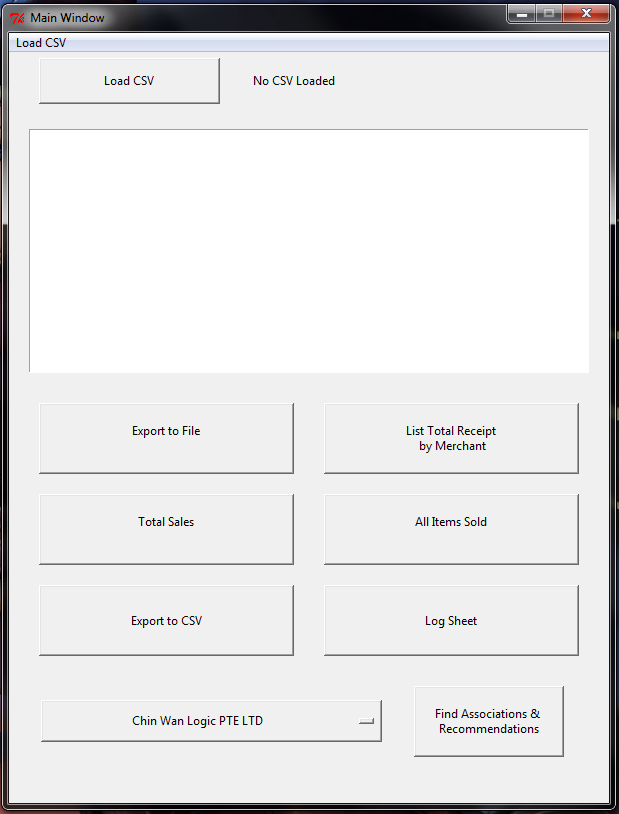 Tk Main Window
Load CSV
Load CSV
No CSV Loaded
Export to File
List Total Receipt
by Merchant
Total Sales
All Items Sold
Export to CSV
Log Sheet
Chin Wan Logic PTE LTD
Find Associations &
Recommendations